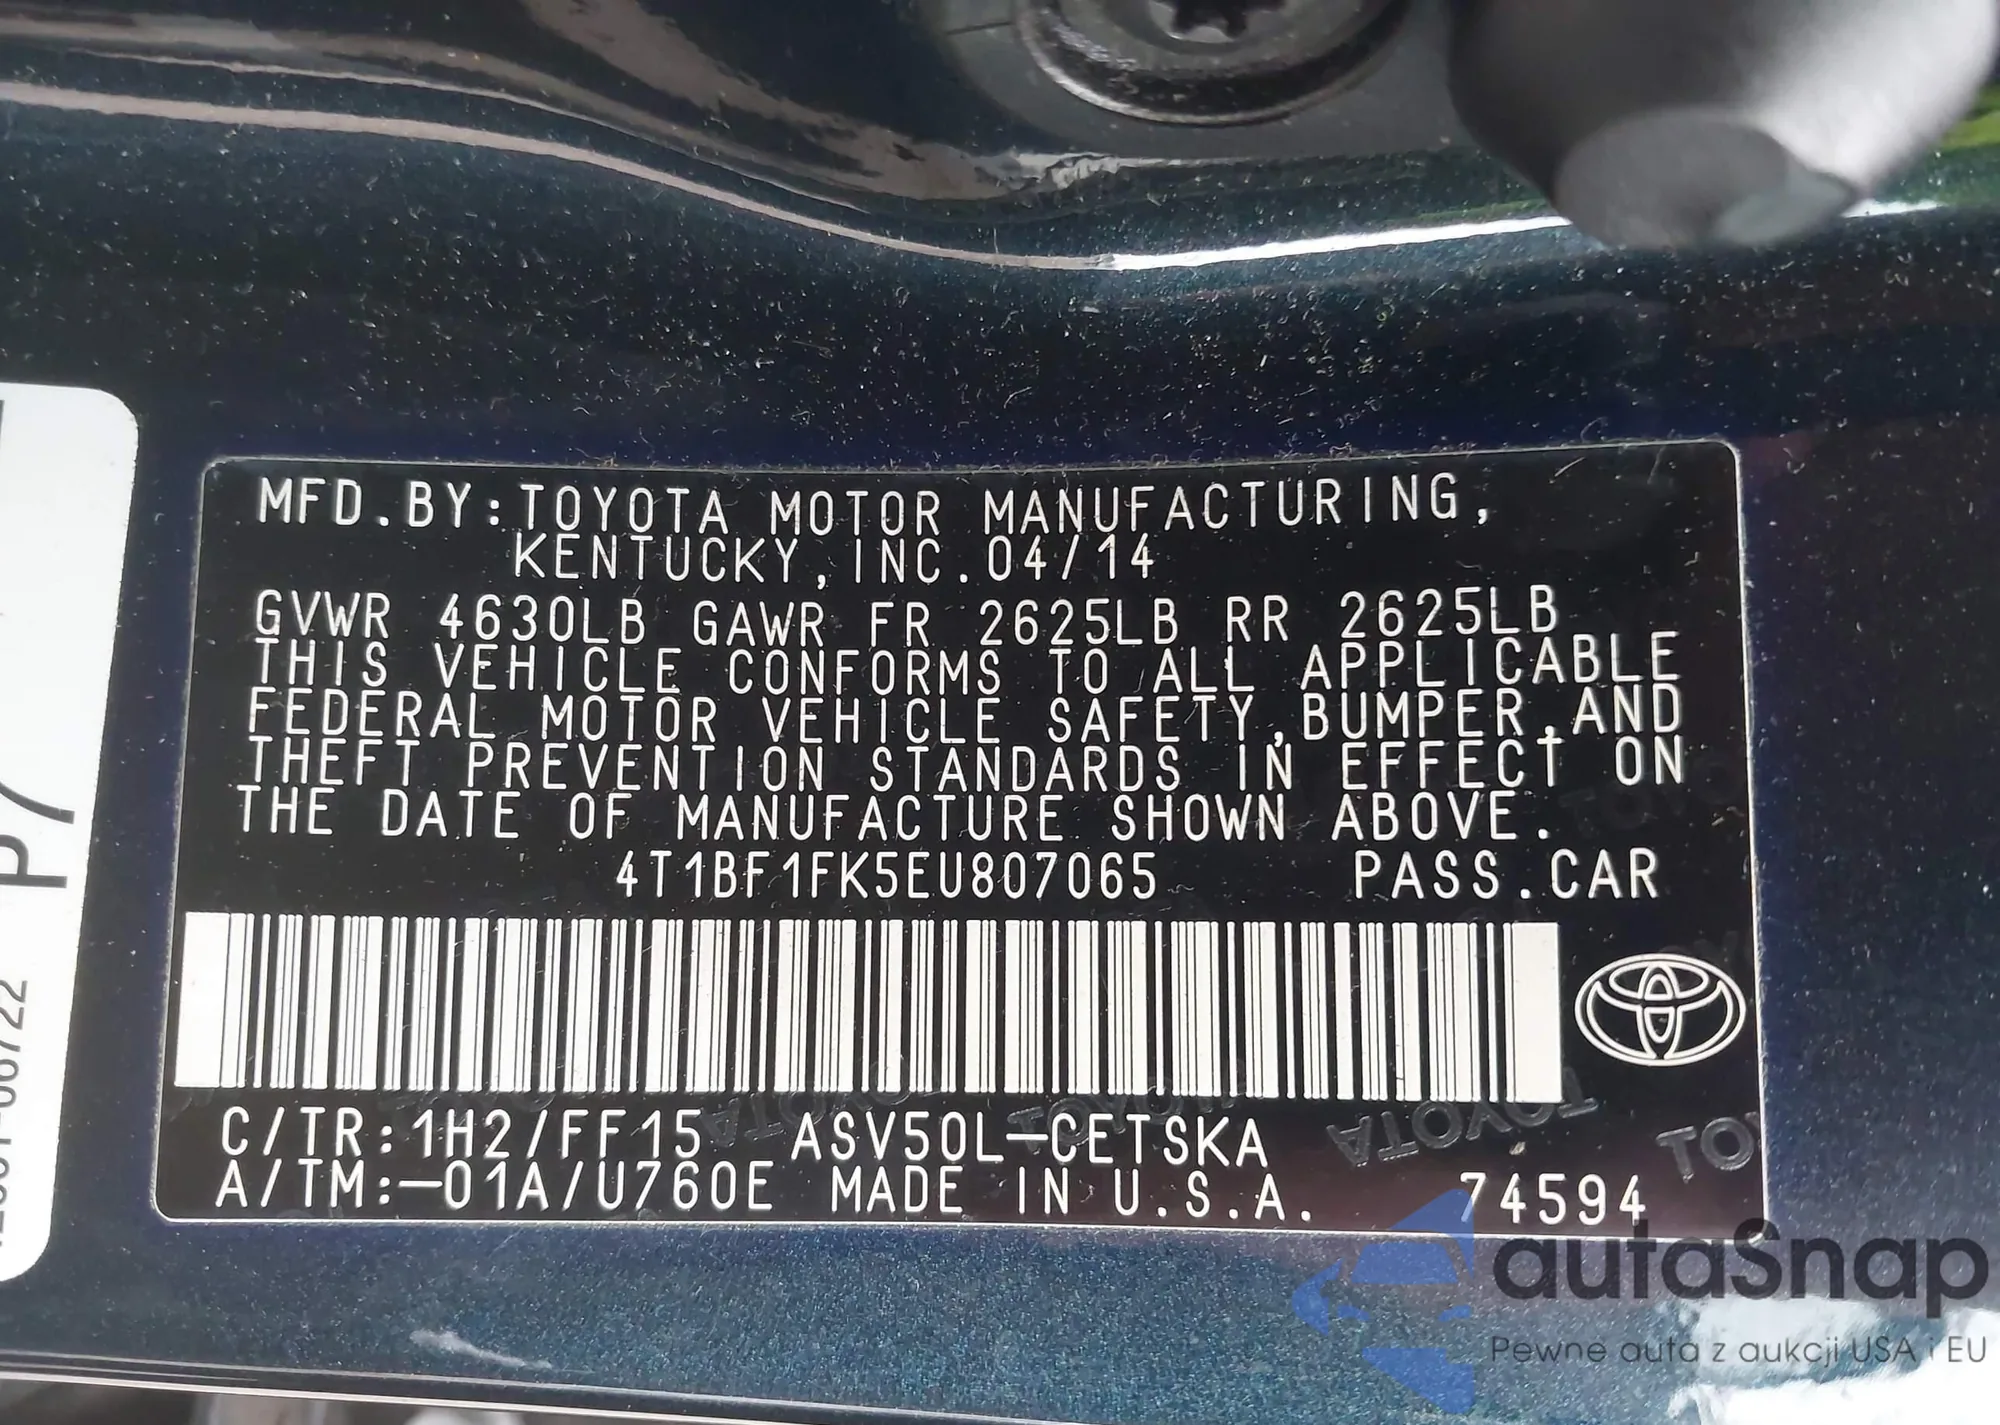 MFD.BY:TOYOTA MOTOR MANUFACTURING,
KENTUCKY,INC.04/14
GVWR 4630LB GAWR FR 2625LB RR 2625LB
THIS VEHICLE CONFORMS TO ALL APPLICABLE
FEDERAL MOTOR VEHICLE SAFETY,BUMPER,AND
THEFT PREVENTION STANDARDS IN EFFECT ON
THE DATE OF MANUFACTURE SHOWN ABOVE.
4T1BF1FK5EU807065 PASS.CAR
C/TR:1H2/FF15 ASV50L-CETSKA
A/TM:-01A/U760E MADE IN U.S.A. 74594
TOYOTA
P7
autaSnap
Pewne auta z aukcji USA i EU